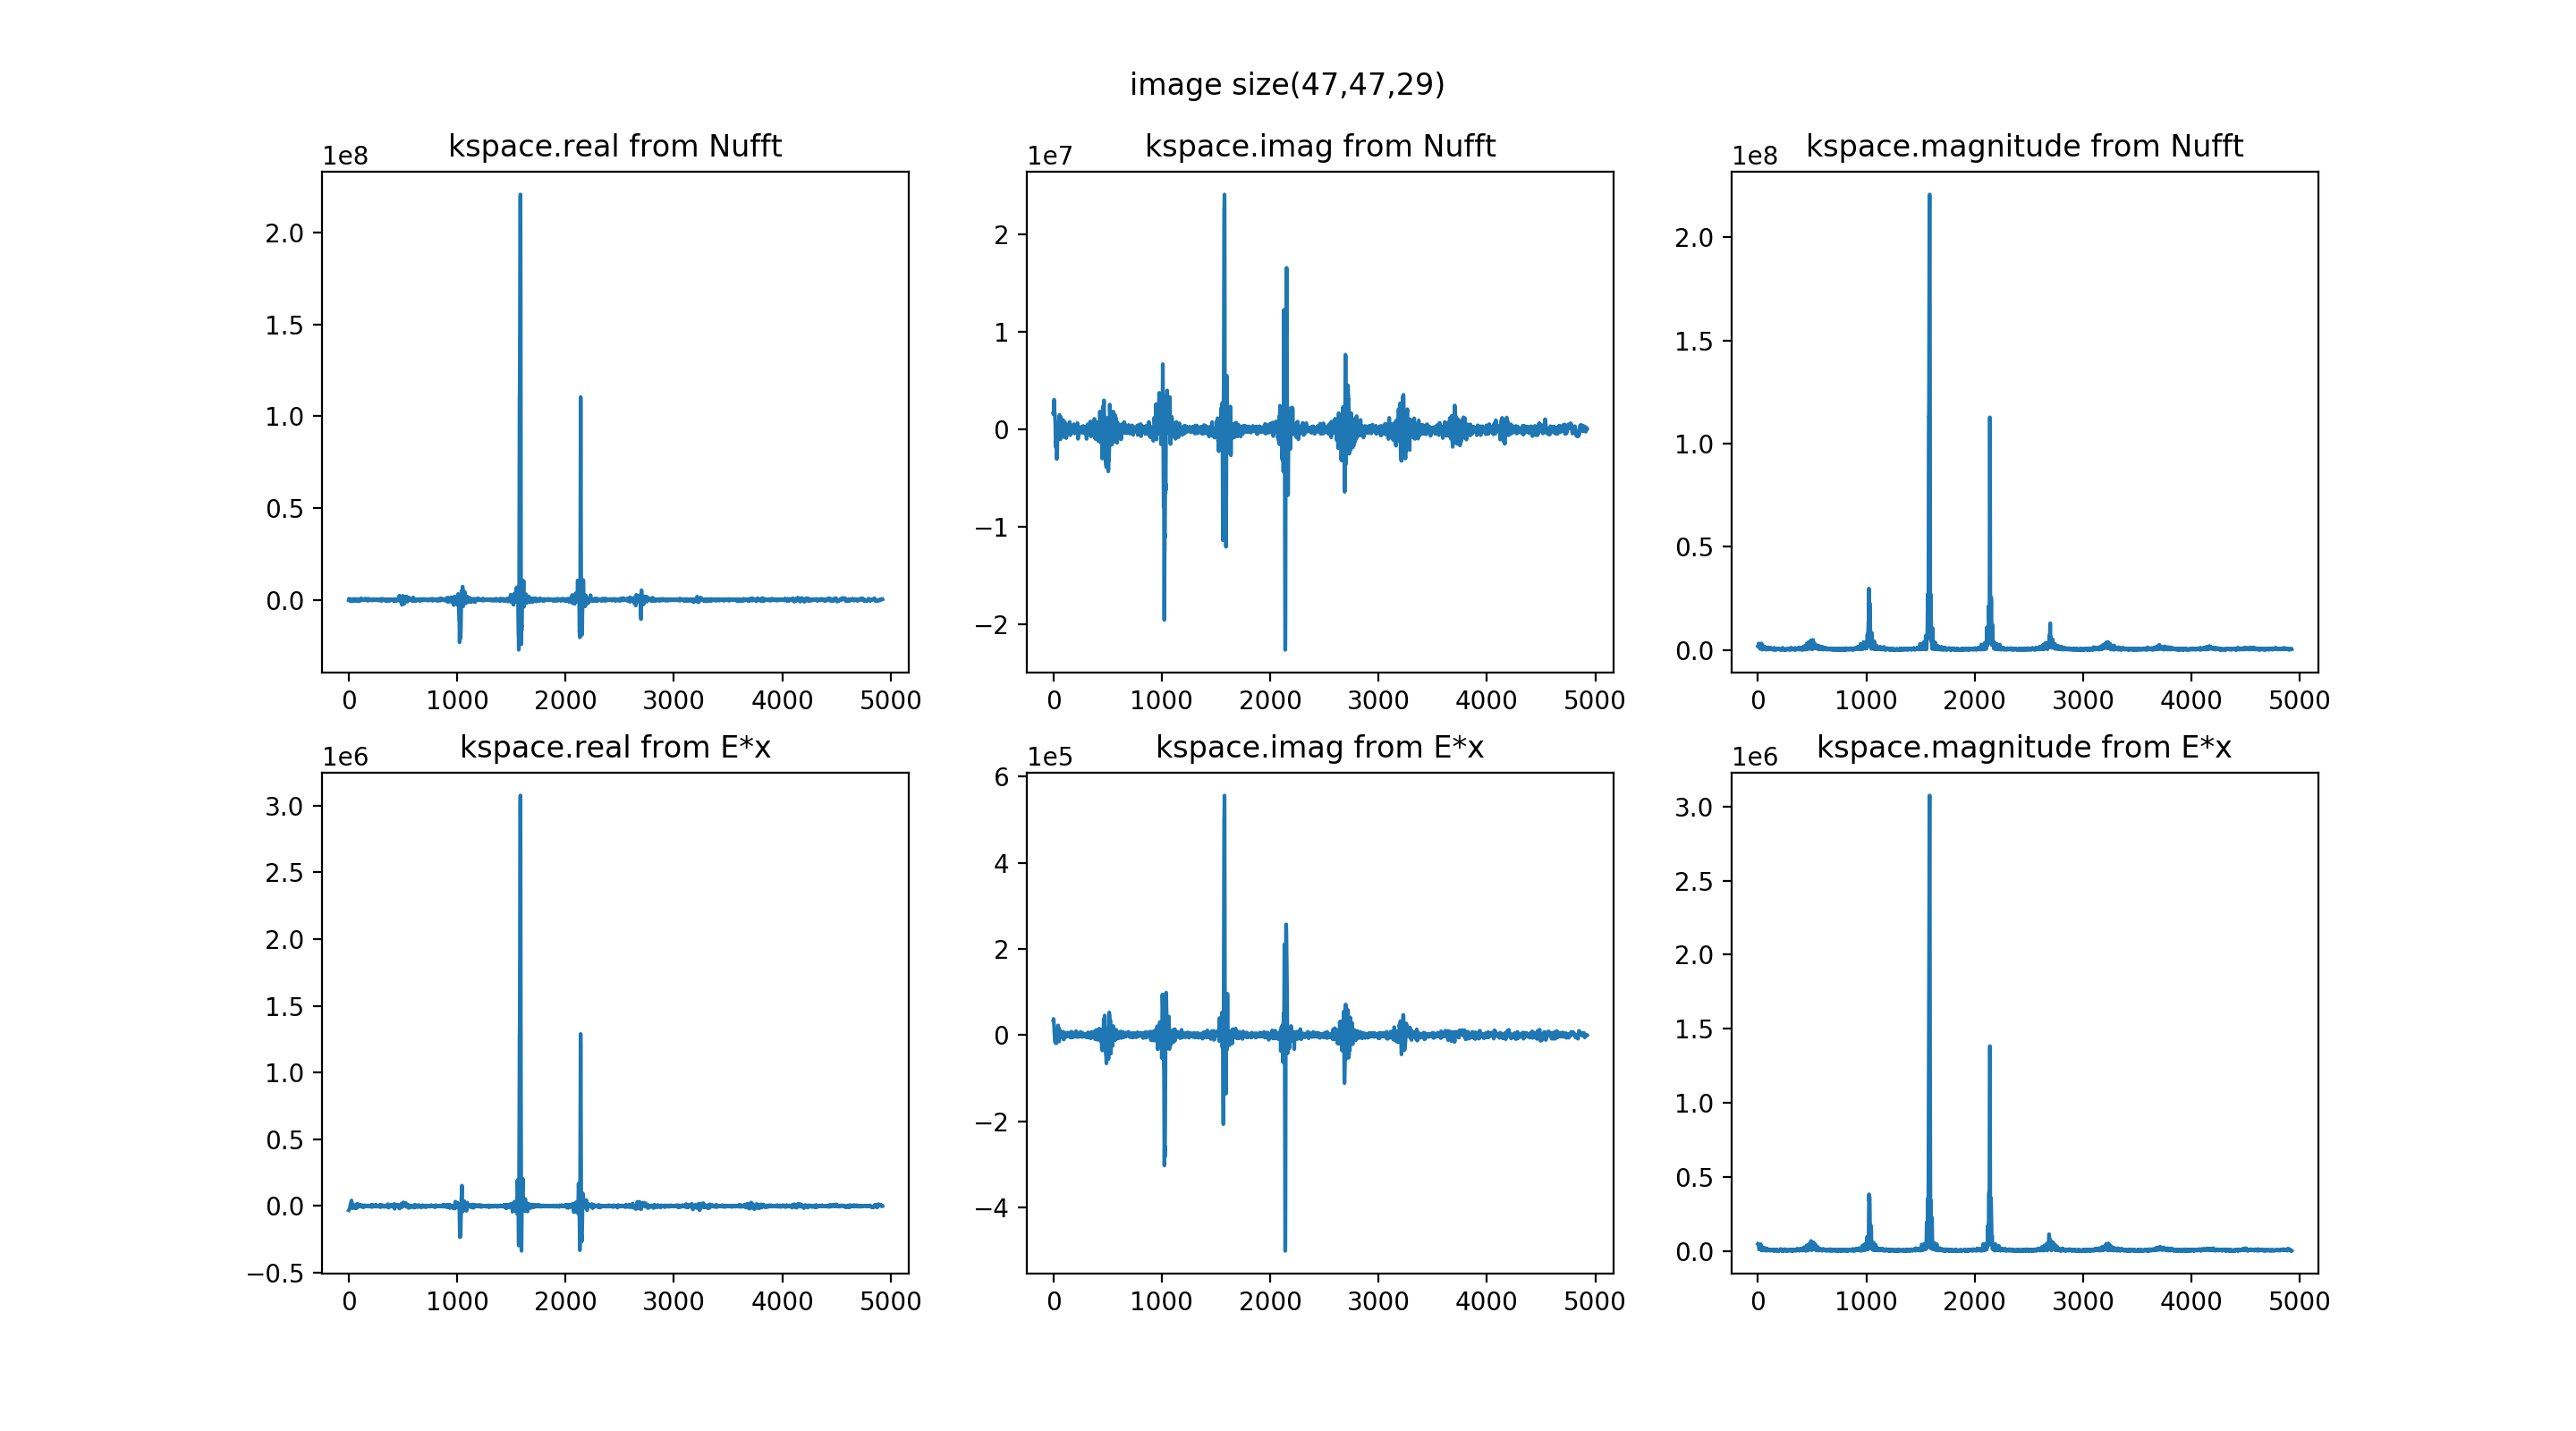 image size(47,47,29)
kspace.real from Nufft
1e8
2.0
1.5
1.0
0.5
0.0
0 1000 2000 3000 4000 5000
kspace.imag from Nufft
1e7
2
1
0
−1
−2
0 1000 2000 3000 4000 5000
kspace.magnitude from Nufft
1e8
2.0
1.5
1.0
0.5
0.0
0 1000 2000 3000 4000 5000
kspace.real from E*x
1e6
3.0
2.5
2.0
1.5
1.0
0.5
0.0
−0.5
0 1000 2000 3000 4000 5000
kspace.imag from E*x
1e5
6
4
2
0
−2
−4
0 1000 2000 3000 4000 5000
kspace.magnitude from E*x
1e6
3.0
2.5
2.0
1.5
1.0
0.5
0.0
0 1000 2000 3000 4000 5000